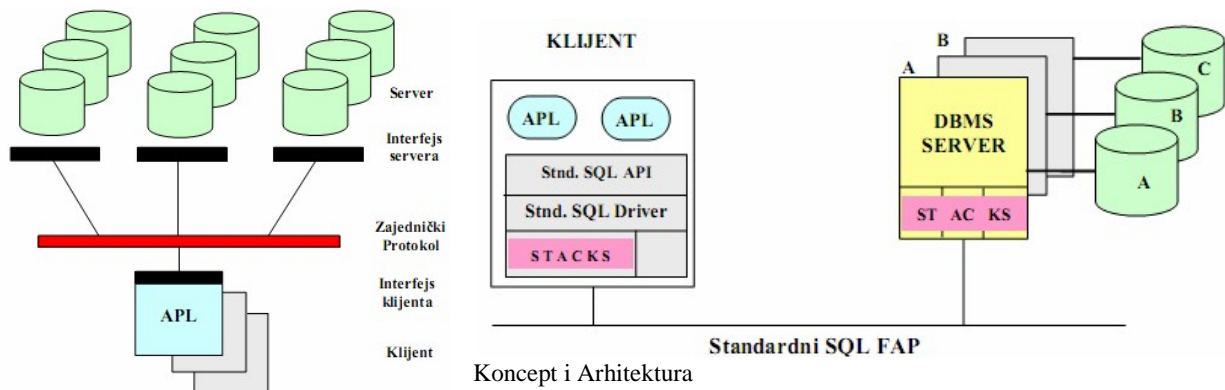 Server
Interfejs
servera
Zajednički
Protokol
Interfejs
klijenta
APL
Klijent
KLIJENT
APL APL
Stnd. SQL API
Stnd. SQL Driver
S T A C K S
B
A
DBMS
SERVER
ST AC KS
C
B
A
Standardni SQL FAP
Koncept i Arhitektura